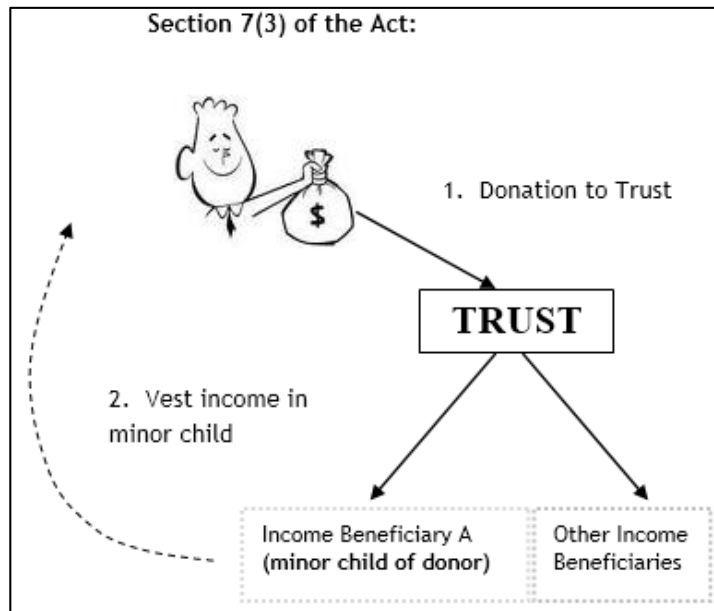 Section 7(3) of the Act:
$
1. Donation to Trust
TRUST
2. Vest income in
minor child
Income Beneficiary A
(minor child of donor)
Other Income
Beneficiaries